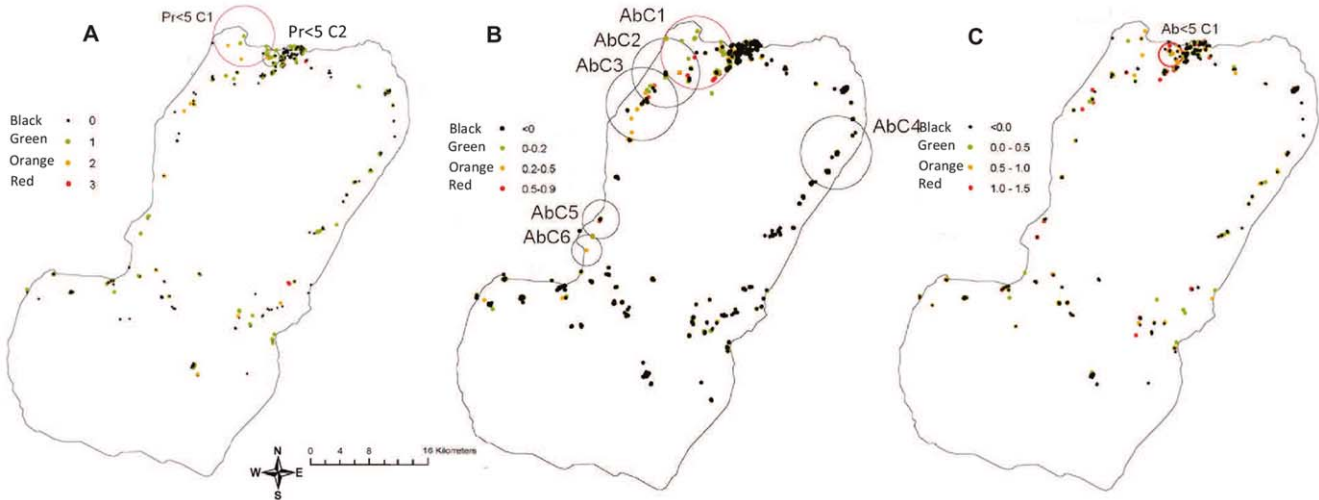 A
Pr<5 C1
Pr<5 C2
Black 0
Green 1
Orange 2
Red 3
N
W E
S
0 4 8 16 Kilometers
B
AbC1
AbC2
AbC3
AbC4
AbC5
AbC6
Black <0
Green 0-0.2
Orange 0.2-0.5
Red 0.5-0.9
C
Ab<5 C1
Black <0.0
Green 0.0 - 0.5
Orange 0.5 - 1.0
Red 1.0 - 1.5